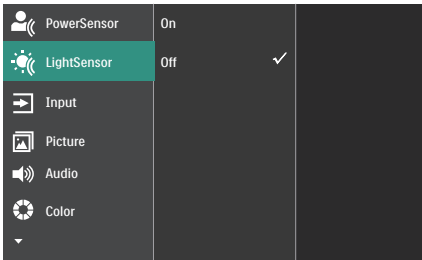 PowerSensor
On
LightSensor
Off
Input
Picture
Audio
Color